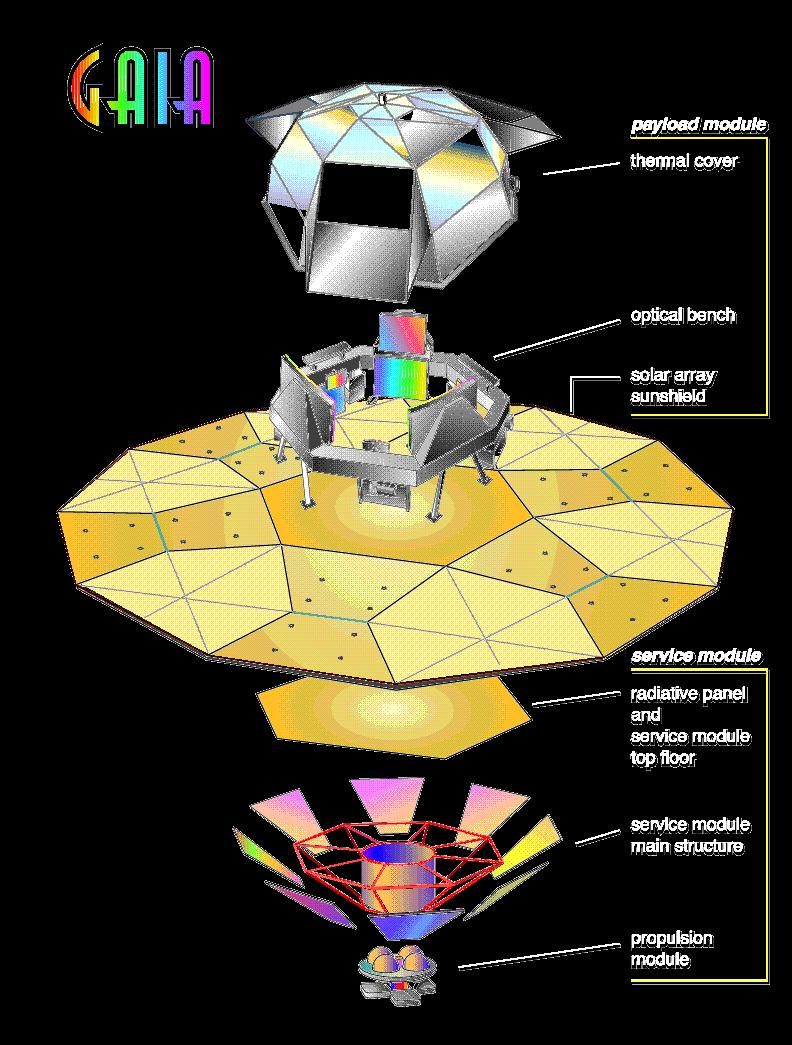 GAIA
payload module
thermal cover
optical bench
solar array
sunshield
service module
radiative panel
and
service module
top floor
service module
main structure
propulsion
module